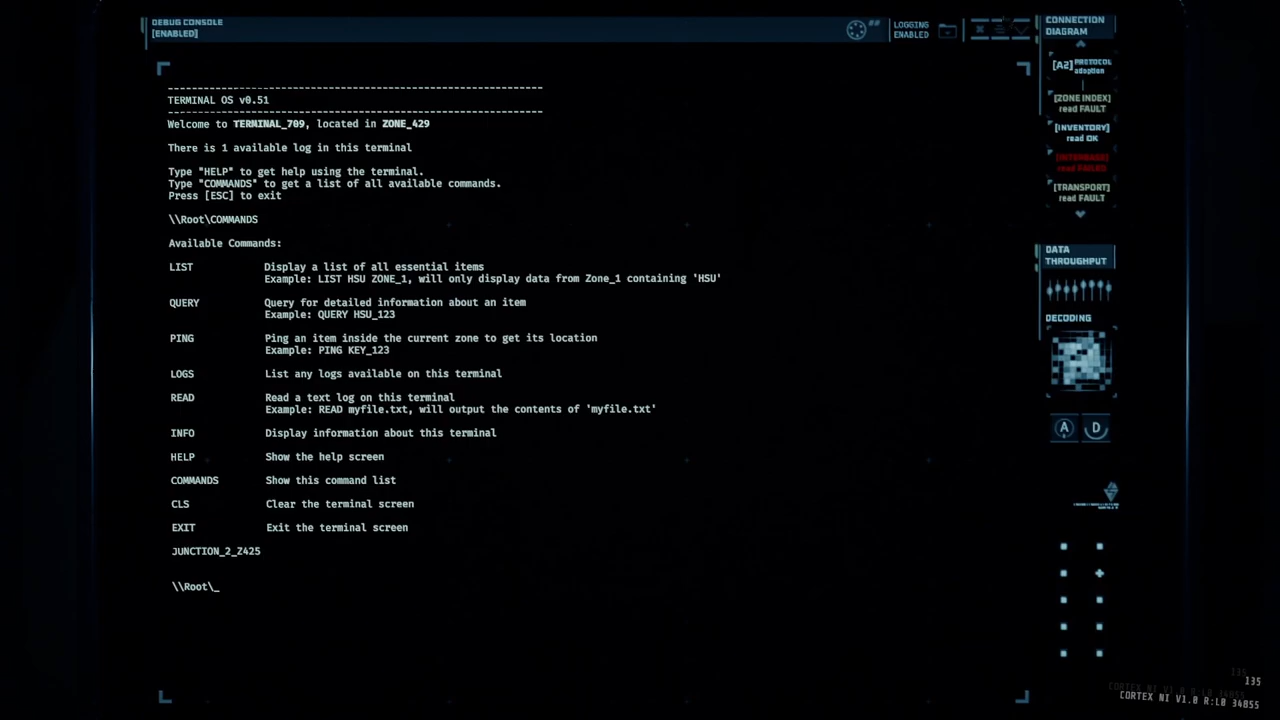 DEBUG CONSOLE
[ENABLED]
LOGGING
ENABLED
-----------------------------------------------------------------
TERMINAL OS v0.51
-----------------------------------------------------------------
Welcome to TERMINAL_709, located in ZONE_429
There is 1 available log in this terminal
Type "HELP" to get help using the terminal.
Type "COMMANDS" to get a list of all available commands.
Press [ESC] to exit
\\Root\COMMANDS
Available Commands:
LIST Display a list of all essential items
Example: LIST HSU ZONE_1, will only display data from Zone_1 containing 'HSU'
QUERY Query for detailed information about an item
Example: QUERY HSU_123
PING Ping an item inside the current zone to get its location
Example: PING KEY_123
LOGS List any logs available on this terminal
READ Read a text log on this terminal
Example: READ myfile.txt, will output the contents of 'myfile.txt'
INFO Display information about this terminal
HELP Show the help screen
COMMANDS Show this command list
CLS Clear the terminal screen
EXIT Exit the terminal screen
JUNCTION_2_Z425
\\Root\_
CONNECTION
DIAGRAM
[A2] PROTOCOL
adoption
[ZONE INDEX]
read FAULT
[INVENTORY]
read OK
read FAILED
[TRANSPORT]
read FAULT
DATA
THROUGHPUT
DECODING
A D
135
CORTEX NI V1.0 R:L0 34855